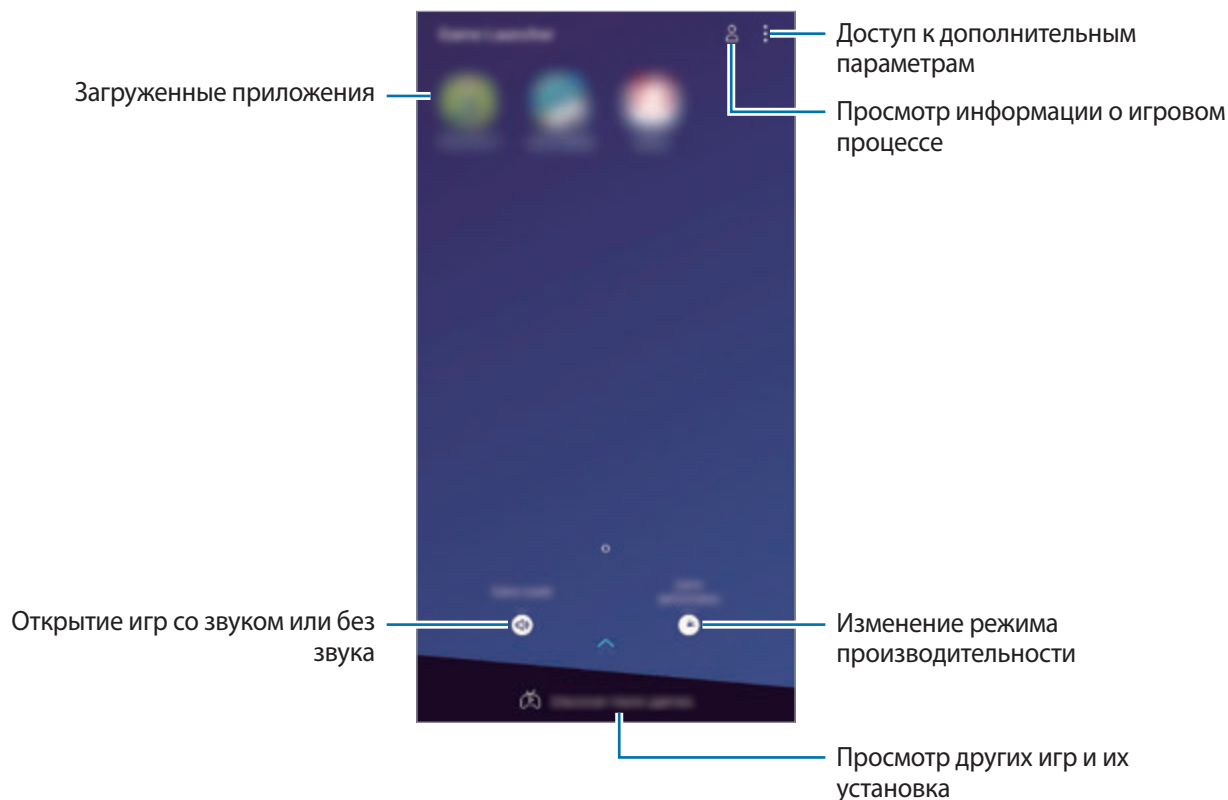 Доступ к дополнительным
параметрам
Загруженные приложения
Просмотр информации о игровом
процессе
Открытие игр со звуком или без
звука
Изменение режима
производительности
Просмотр других игр и их
установка